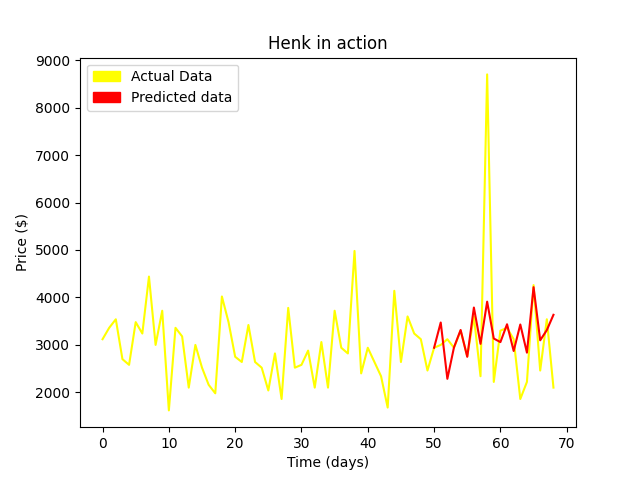 Henk in action
Actual Data
Predicted data
Price ($)
9000
8000
7000
6000
5000
4000
3000
2000
0 10 20 30 40 50 60 70
Time (days)